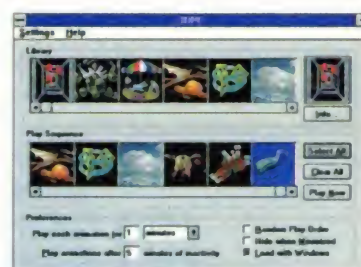 Settings Help
Library
Info...
Play Sequence
Select All
Clear All
Play Now
Preferences
Play each animation for 1 minutes
Random Play Order
Hide when Minimized
Play animations after 5 minutes of inactivity
Load with Windows